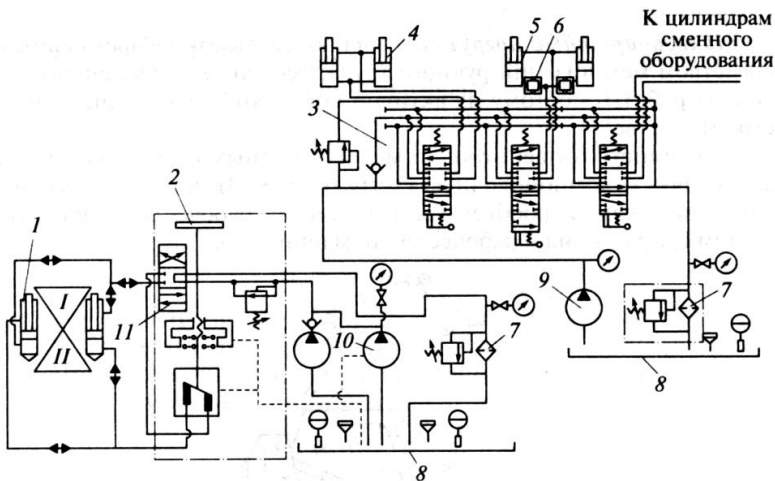 К цилиндрам
сменного
оборудования
5 6
4
3
2
1
I
II
11
10
7
9
7
8
8